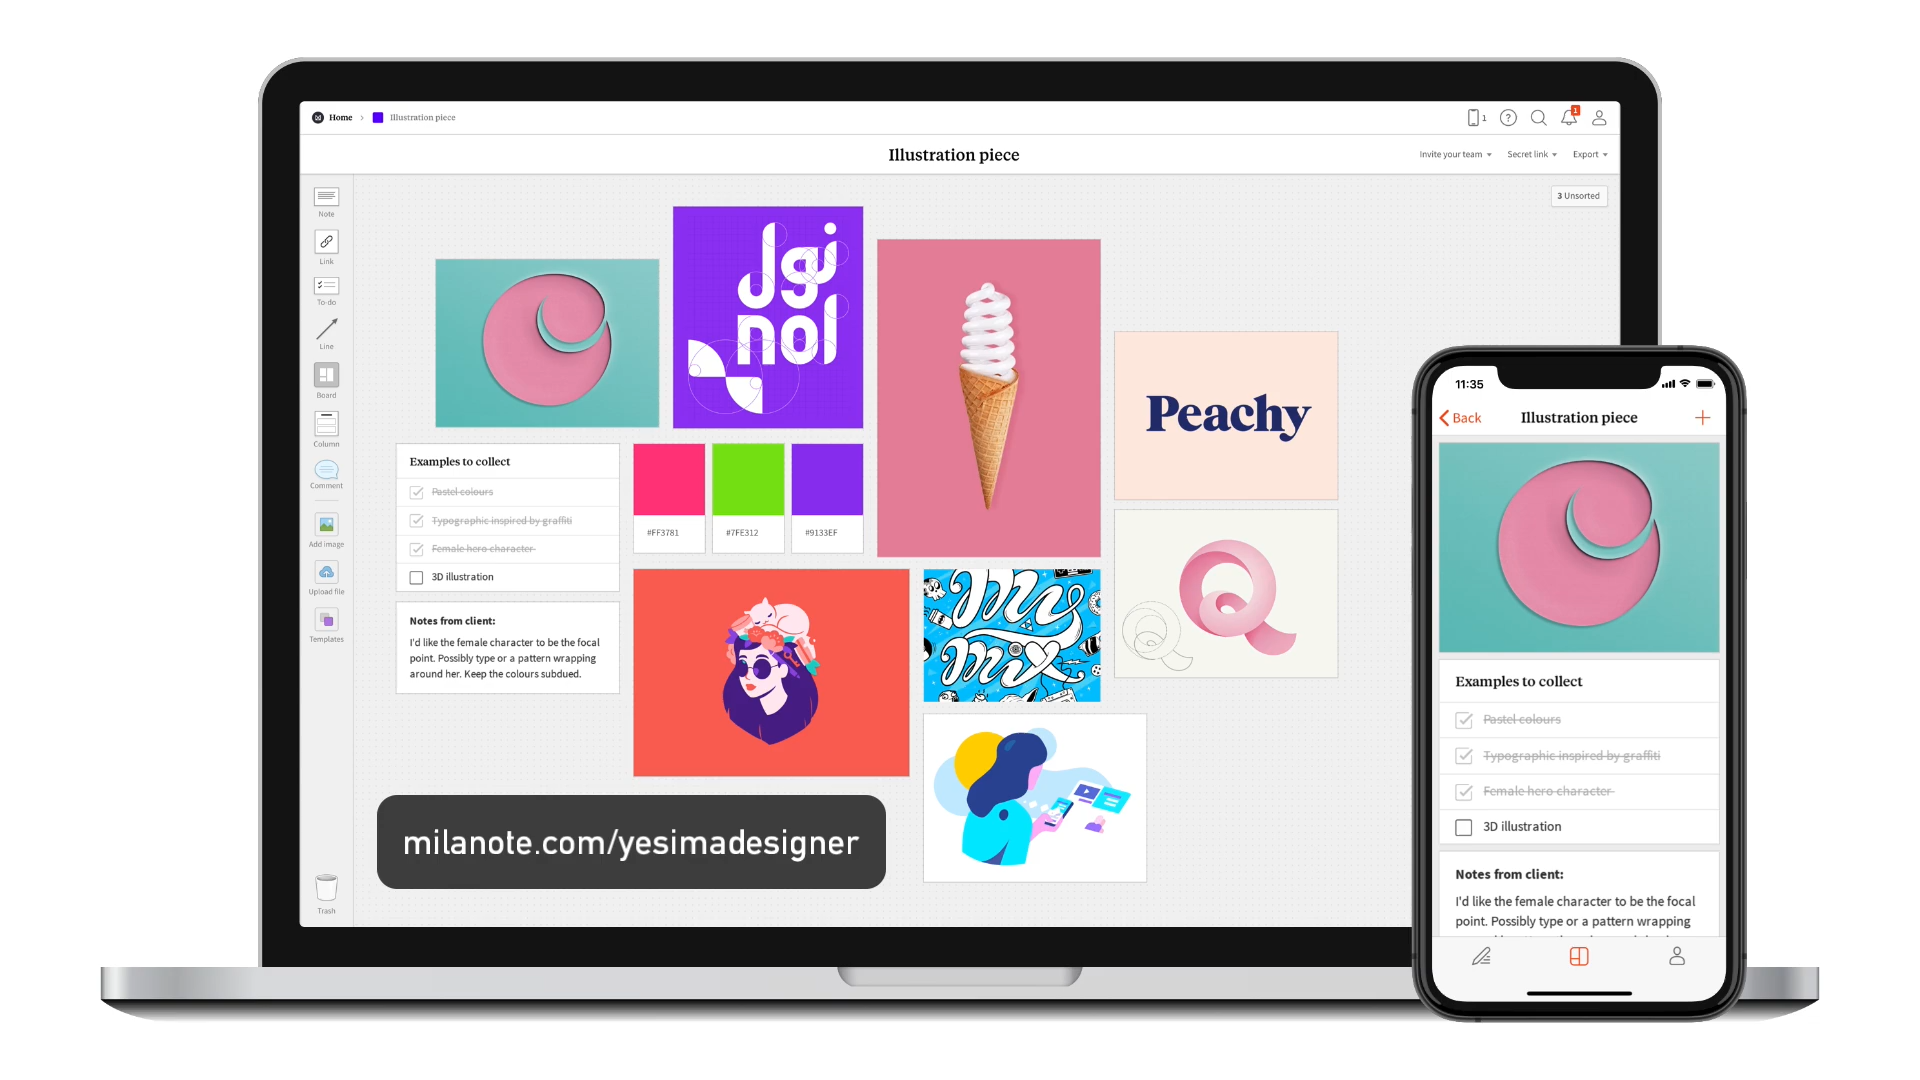 Home
Illustration piece
1
1
Illustration piece
Invite your team
Secret link
Export
3 Unsorted
Note
Link
To-do
Line
Board
Column
Comment
Add image
Upload file
Templates
Trash
Peachy
Examples to collect
Pastel colours
Typographic inspired by graffiti
Female hero character
3D illustration
#FF3781
#7FE312
#9133EF
Notes from client:
I'd like the female character to be the focal
point. Possibly type or a pattern wrapping
around her. Keep the colours subdued.
My
mix
Q
milanote.com/yesimadesigner
11:35
Back
Illustration piece
+
Examples to collect
Pastel colours
Typographic inspired by graffiti
Female hero character
3D illustration
Notes from client:
I'd like the female character to be the focal
point. Possibly type or a pattern wrapping